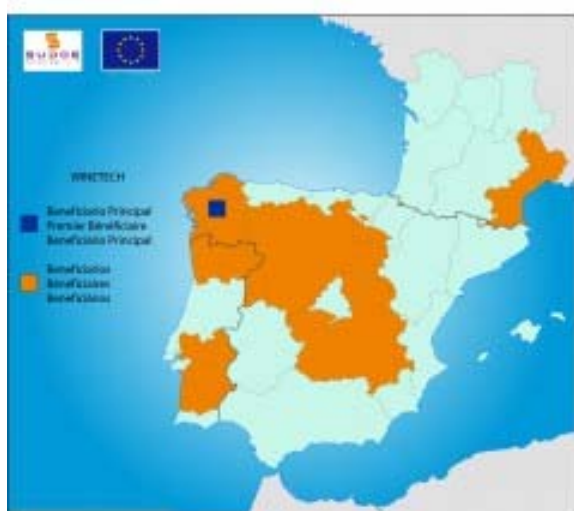 SUDOE
WINETECH
Beneficiario Principal
Premier Bénéficiaire
Beneficiário Principal
Beneficiarios
Bénéficiaires
Beneficiários